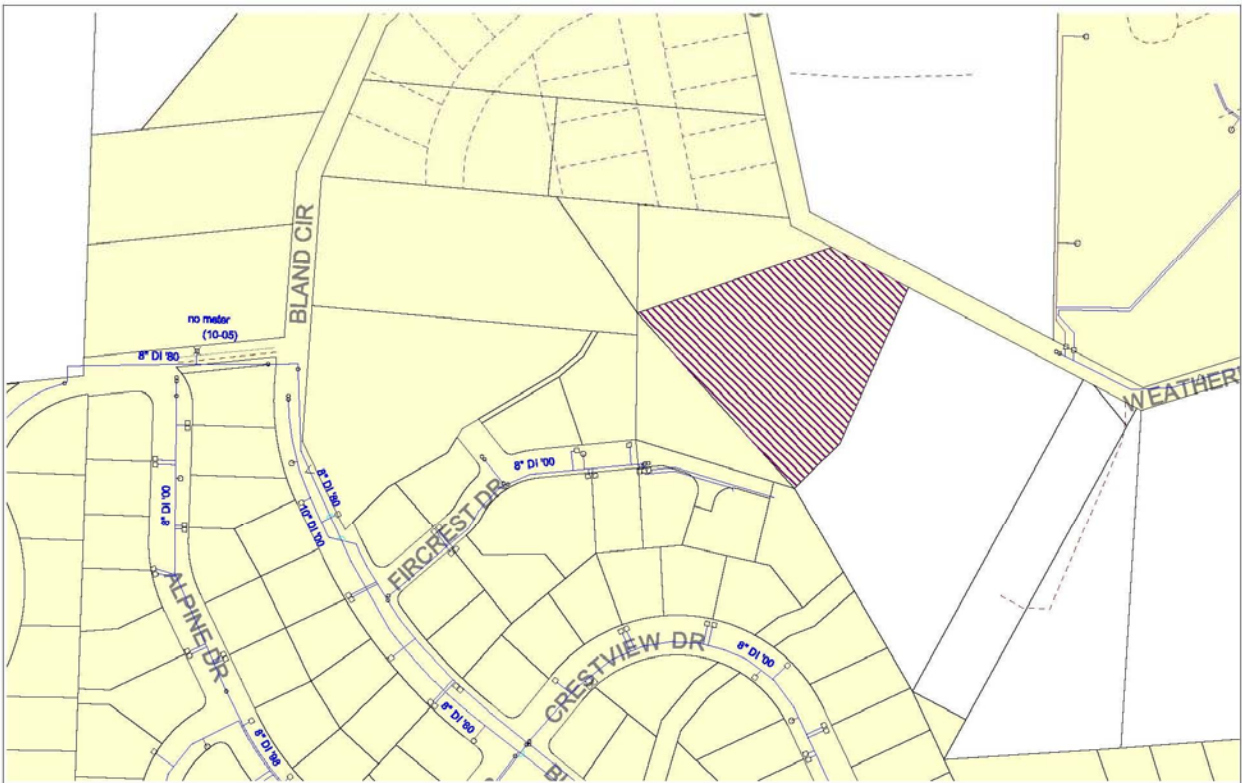 BLAND CIR
no meter
(10-05)
8" DI '80
WEATHER
8" DI '00
8" DI '80
8" DI '00
10" DI '00
FIRCREST DR
ALPINE DR
CRESTVIEW DR
8" DI '00
8" DI '80
8" DI '98